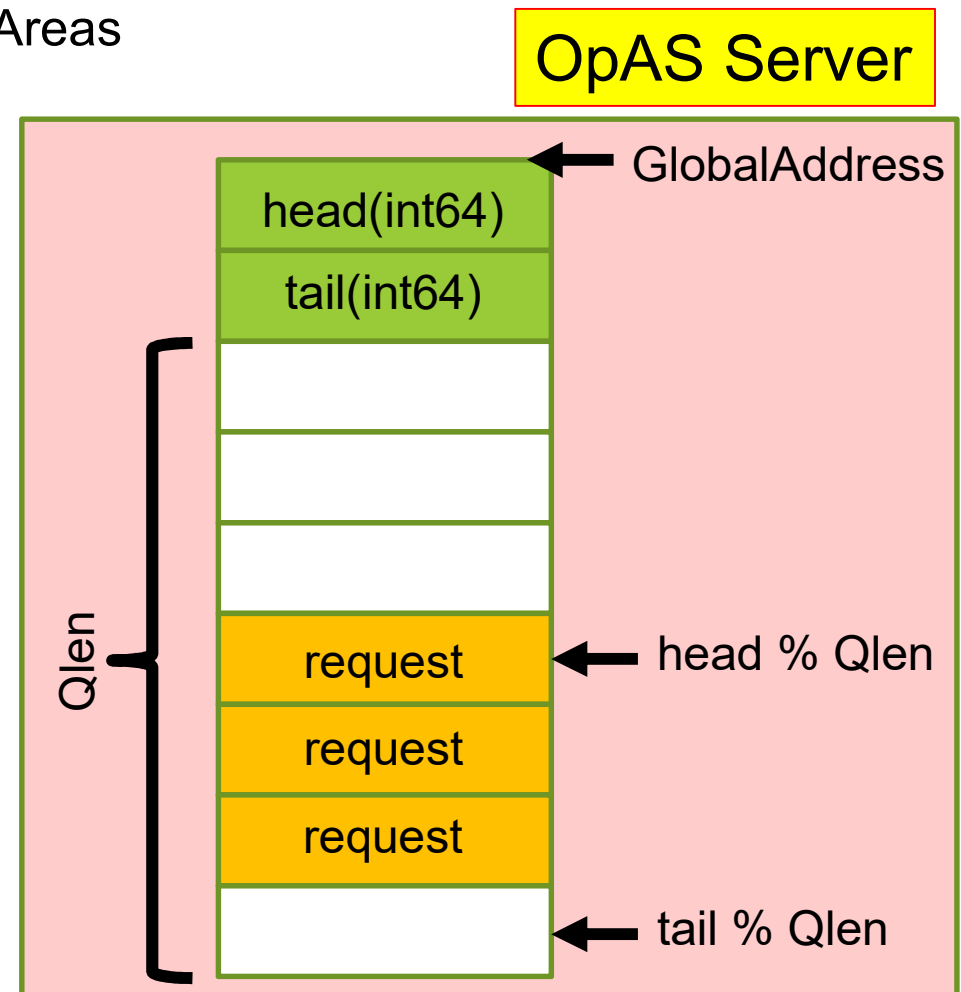 Areas
OpAS Server
GlobalAddress
head(int64)
tail(int64)
Qlen
request
head % Qlen
request
request
tail % Qlen